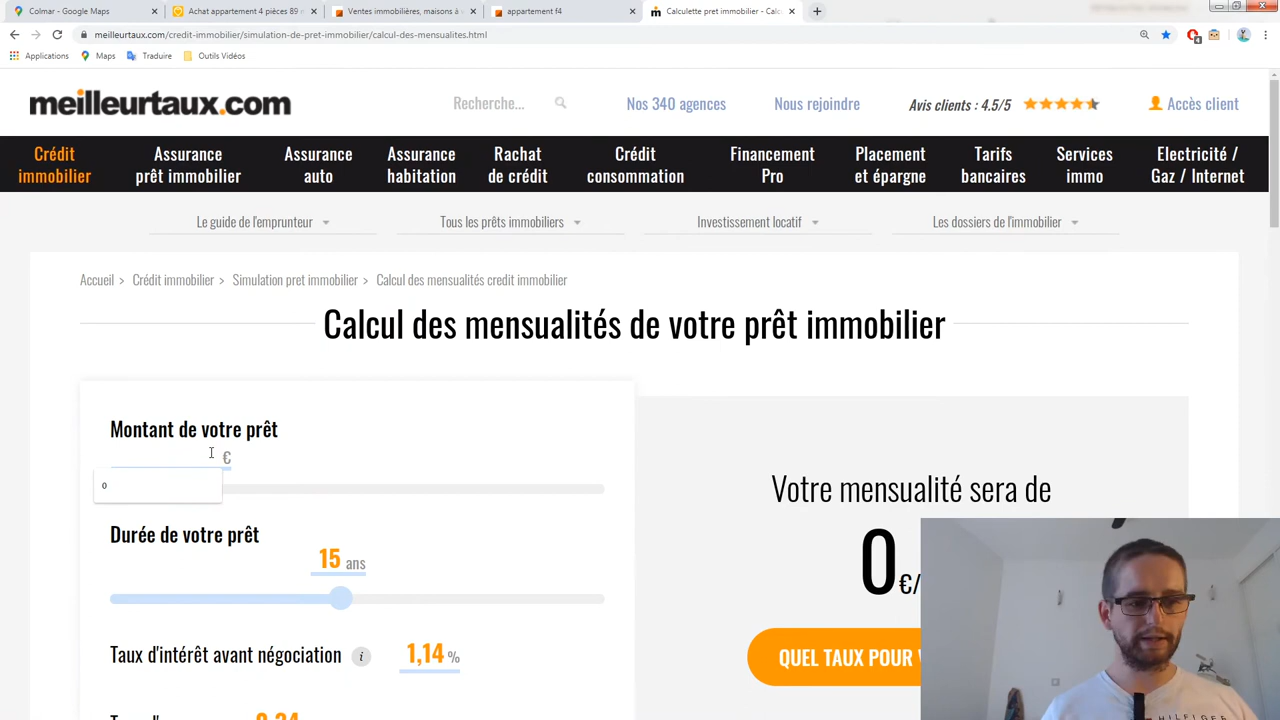 Colmar - Google Maps
Achat appartement 4 pièces 89 m
Ventes immobilières, maisons à v
appartement f4
Calculette pret immobilier - Calc
meilleurtaux.com/credit-immobilier/simulation-de-pret-immobilier/calcul-des-mensualites.html
Applications
Maps
Traduire
Outils Vidéos
meilleurtaux.com
Recherche...
Nos 340 agences
Nous rejoindre
Avis clients : 4.5/5
Accès client
Crédit
immobilier
Assurance
prêt immobilier
Assurance
auto
Assurance
habitation
Rachat
de crédit
Crédit
consommation
Financement
Pro
Placement
et épargne
Tarifs
bancaires
Services
immo
Electricité /
Gaz / Internet
Le guide de l'emprunteur
Tous les prêts immobiliers
Investissement locatif
Les dossiers de l'immobilier
Accueil > Crédit immobilier > Simulation pret immobilier > Calcul des mensualités credit immobilier
Calcul des mensualités de votre prêt immobilier
Montant de votre prêt
€
0
Durée de votre prêt
15 ans
Taux d'intérêt avant négociation i 1,14 %
Votre mensualité sera de
0 €/
QUEL TAUX POUR
HILFIGER